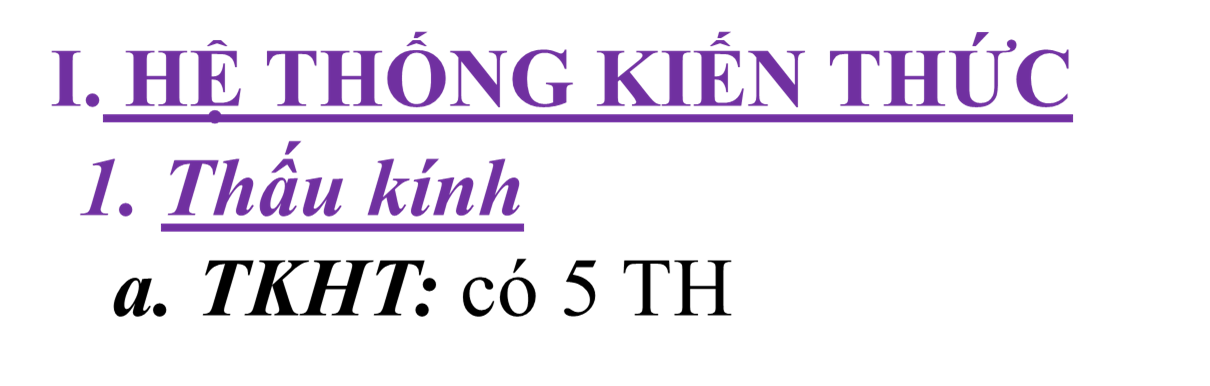 I. HỆ THỐNG KIẾN THỨC
1. Thấu kính
a. TKHT: có 5 TH